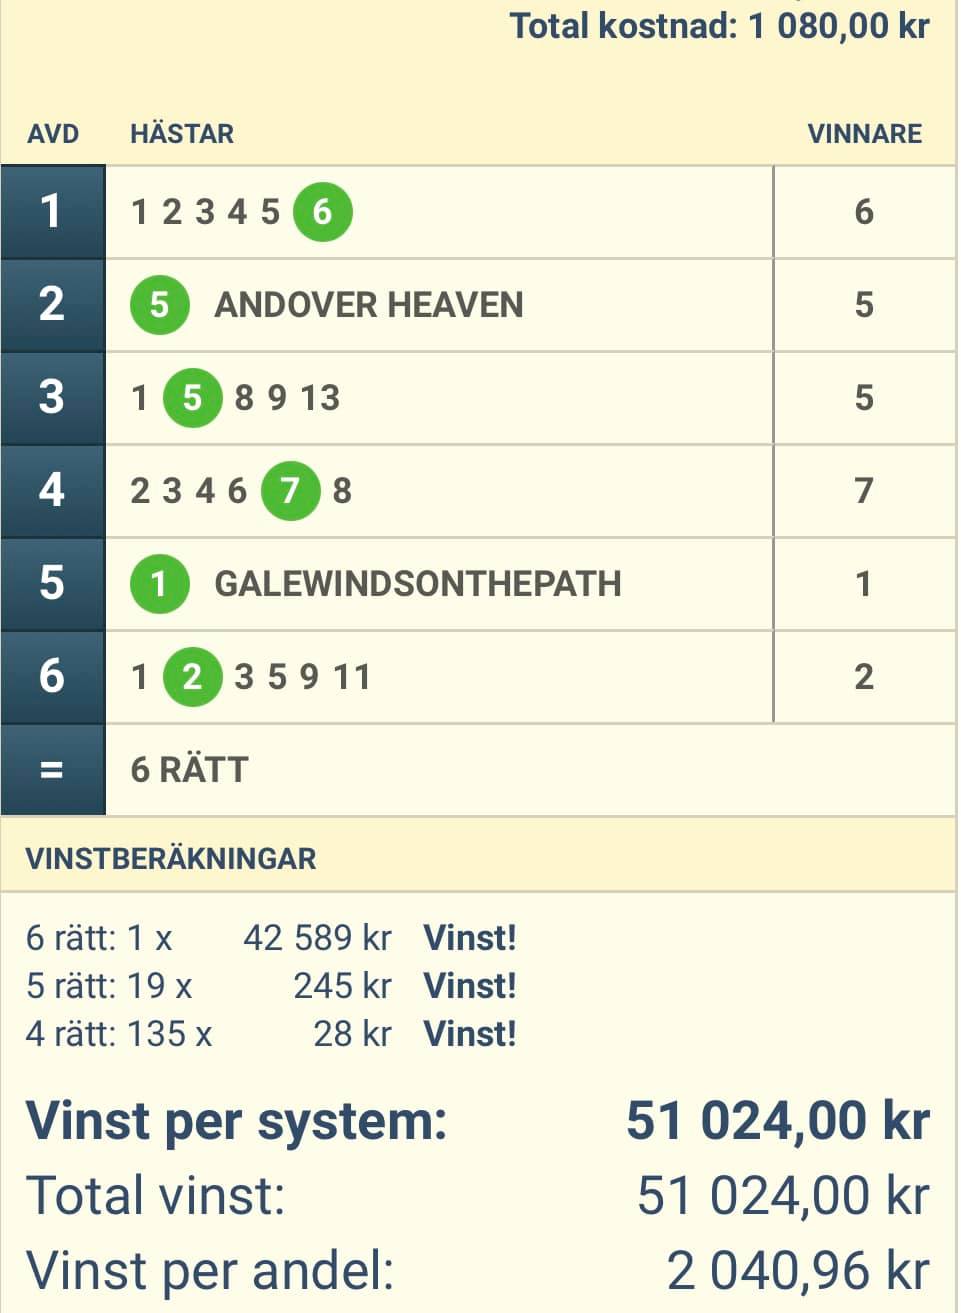 Total kostnad: 1 080,00 kr
AVD HÄSTAR VINNARE
1 1 2 3 4 5 6 6
2 5 ANDOVER HEAVEN 5
3 1 5 8 9 13 5
4 2 3 4 6 7 8 7
5 1 GALEWINDSONTHEPATH 1
6 1 2 3 5 9 11 2
= 6 RÄTT
VINSTBERÄKNINGAR
6 rätt: 1 x 42 589 kr Vinst!
5 rätt: 19 x 245 kr Vinst!
4 rätt: 135 x 28 kr Vinst!
Vinst per system: 51 024,00 kr
Total vinst: 51 024,00 kr
Vinst per andel: 2 040,96 kr